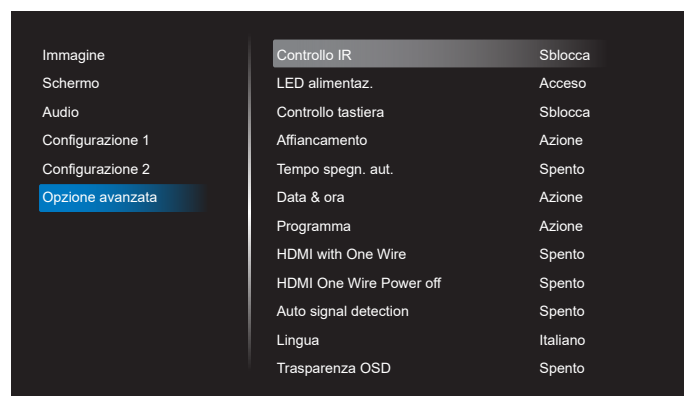 Immagine
Schermo
Audio
Configurazione 1
Configurazione 2
Opzione avanzata
Controllo IR Sblocca
LED alimentaz. Acceso
Controllo tastiera Sblocca
Affiancamento Azione
Tempo spegn. aut. Spento
Data & ora Azione
Programma Azione
HDMI with One Wire Spento
HDMI One Wire Power off Spento
Auto signal detection Spento
Lingua Italiano
Trasparenza OSD Spento